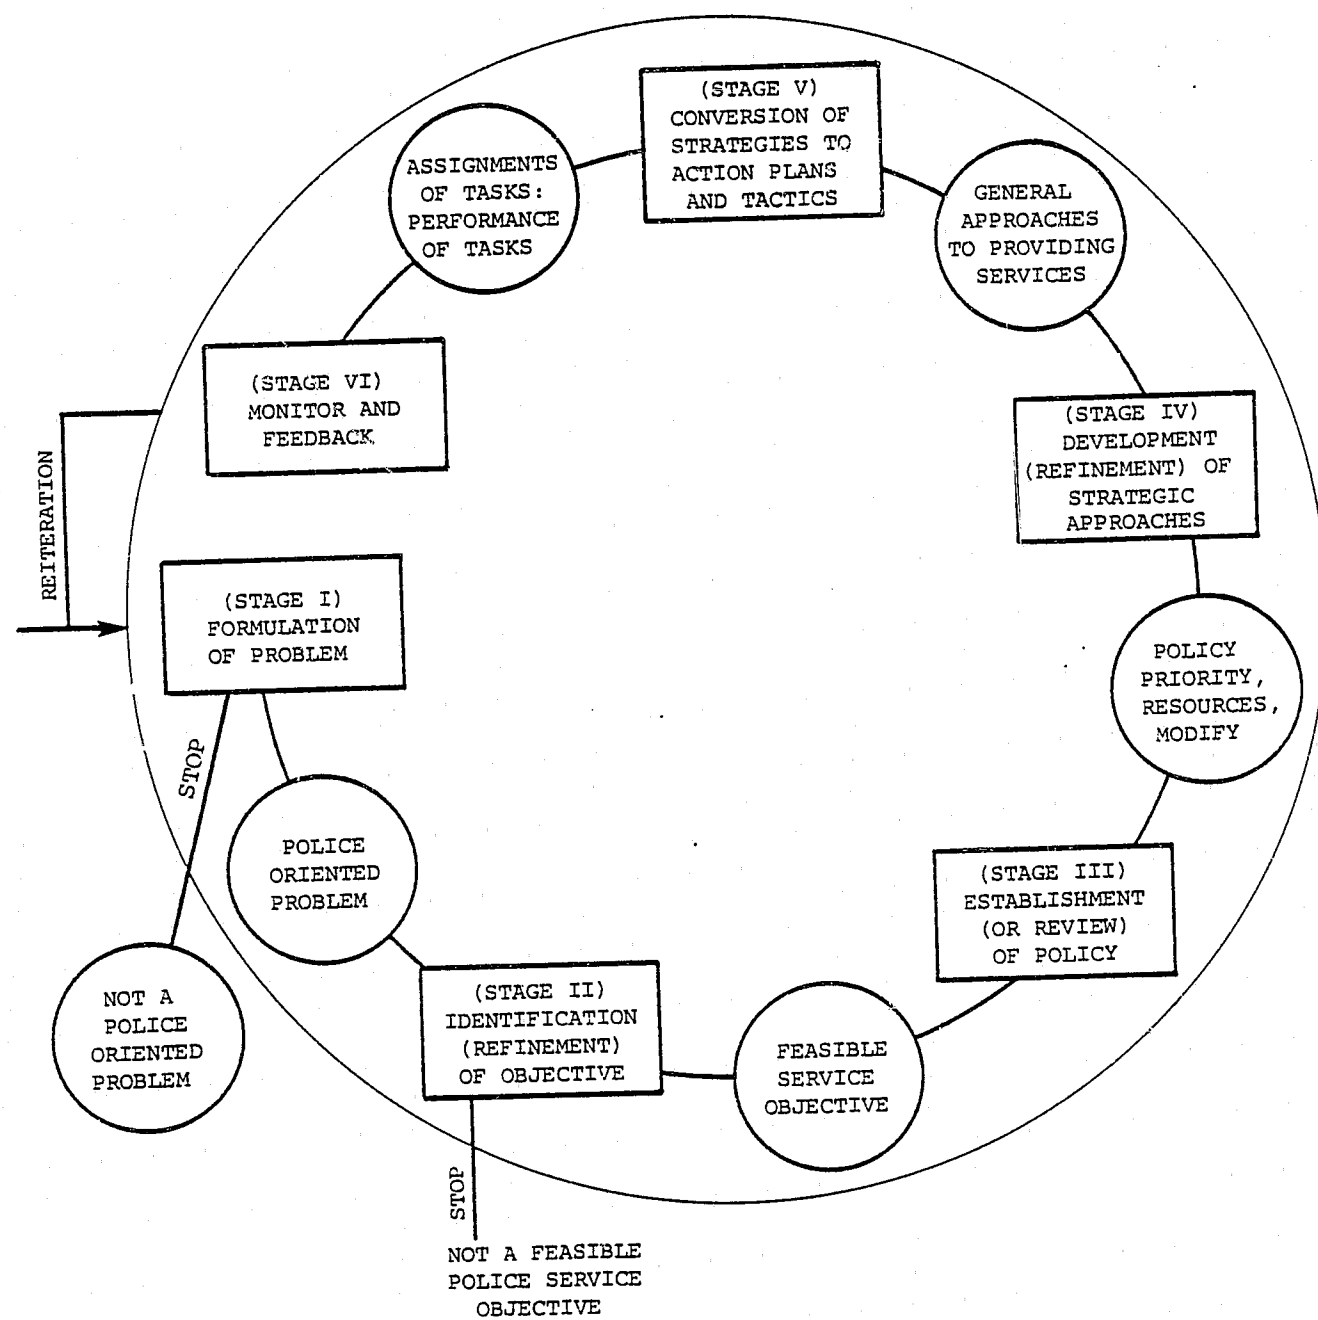 (STAGE V)
CONVERSION OF
STRATEGIES TO
ACTION PLANS
AND TACTICS
ASSIGNMENTS
OF TASKS:
PERFORMANCE
OF TASKS
GENERAL
APPROACHES
TO PROVIDING
SERVICES
(STAGE VI)
MONITOR AND
FEEDBACK
(STAGE IV)
DEVELOPMENT
(REFINEMENT) OF
STRATEGIC
APPROACHES
REITERATION
(STAGE I)
FORMULATION
OF PROBLEM
POLICY
PRIORITY,
RESOURCES,
MODIFY
STOP
POLICE
ORIENTED
PROBLEM
(STAGE III)
ESTABLISHMENT
(OR REVIEW)
OF POLICY
NOT A
POLICE
ORIENTED
PROBLEM
(STAGE II)
IDENTIFICATION
(REFINEMENT)
OF OBJECTIVE
FEASIBLE
SERVICE
OBJECTIVE
STOP
NOT A FEASIBLE
POLICE SERVICE
OBJECTIVE